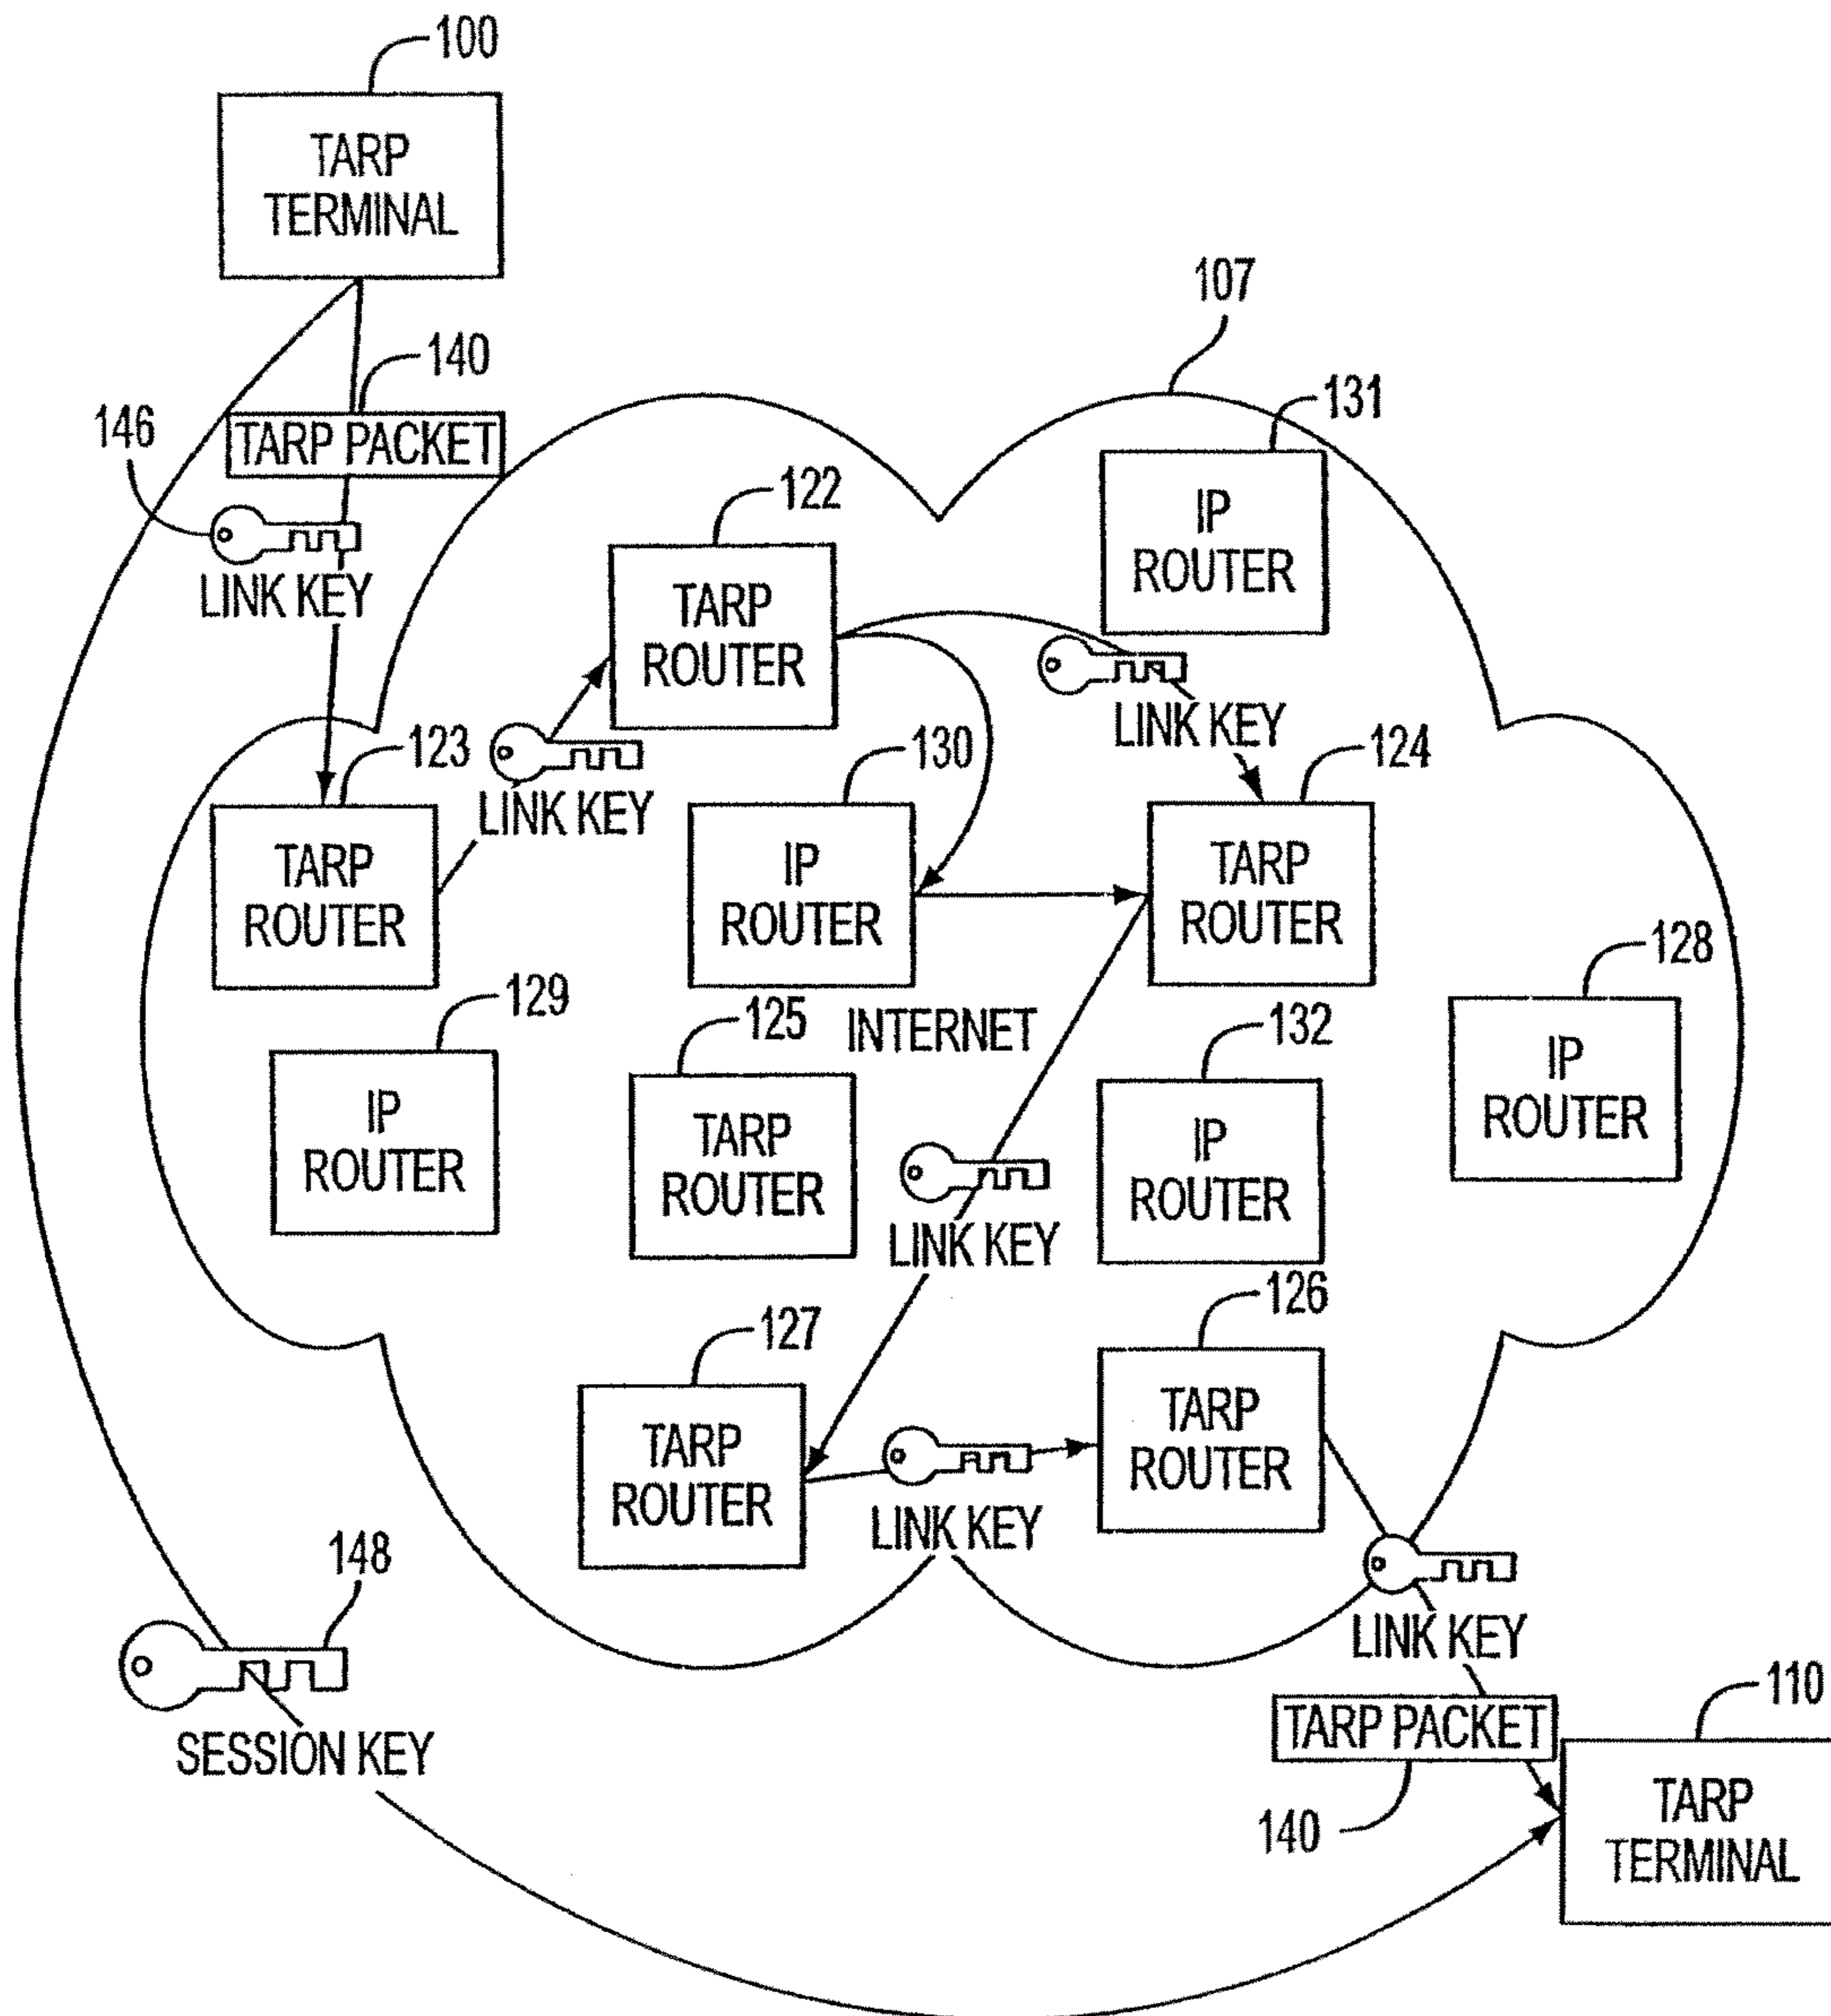 100
TARP
TERMINAL
107
140
131
146
TARP PACKET
122
IP
ROUTER
LINK KEY
TARP
ROUTER
LINK KEY
123
130
124
LINK KEY
TARP
ROUTER
IP
ROUTER
TARP
ROUTER
128
129
125
INTERNET
132
IP
ROUTER
IP
ROUTER
TARP
ROUTER
IP
ROUTER
LINK KEY
126
127
TARP
ROUTER
TARP
ROUTER
LINK KEY
148
LINK KEY
110
SESSION KEY
TARP PACKET
140
TARP
TERMINAL